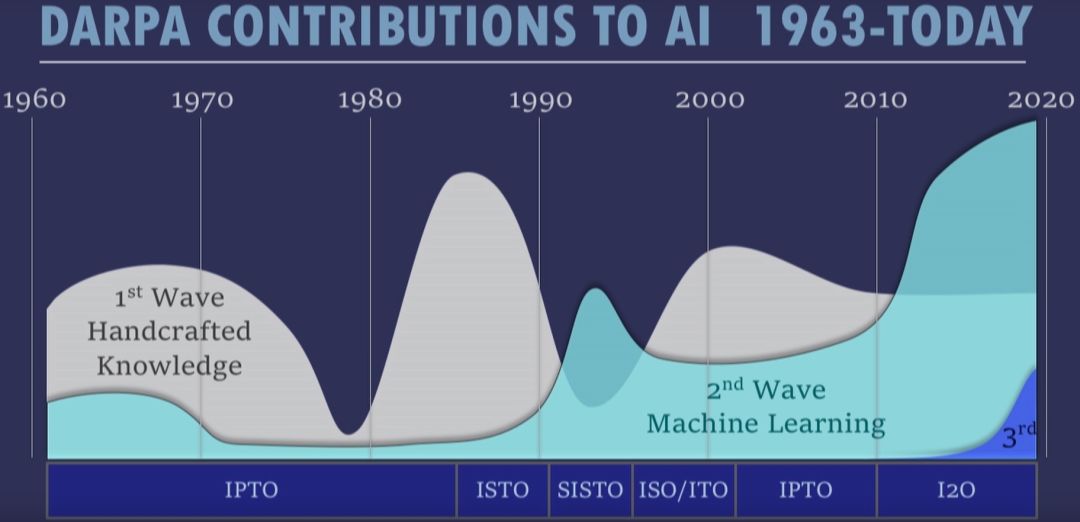 DARPA CONTRIBUTIONS TO AI 1963-TODAY
1960 1970 1980 1990 2000 2010 2020
1st Wave
Handcrafted
Knowledge
2nd Wave
Machine Learning
3rd
IPTO ISTO SISTO ISO/ITO IPTO I2O